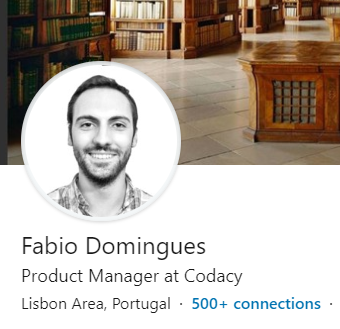 Fabio Domingues
Product Manager at Codacy
Lisbon Area, Portugal · 500+ connections ·